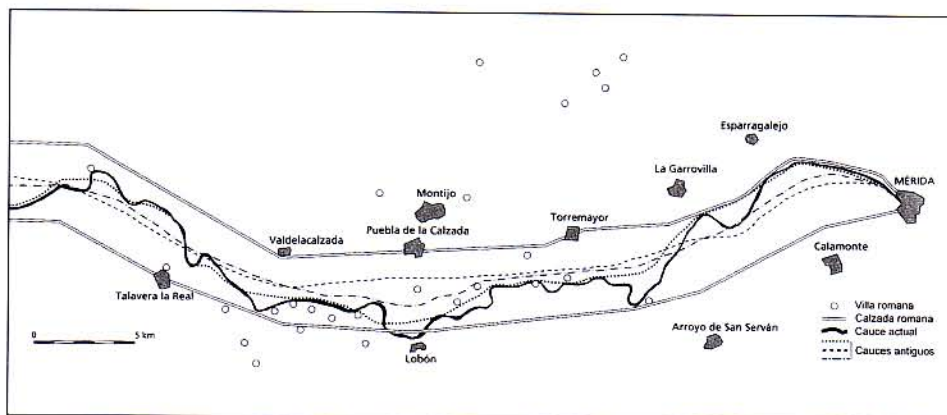 Esparragalejo
La Garrovilla
MÉRIDA
Montijo
Torremayor
Puebla de la Calzada
Valdelacalzada
Calamonte
Talavera la Real
Villa romana
Calzada romana
Arroyo de San Serván
Cauce actual
0 5 km
Cauces antiguos
Lobón